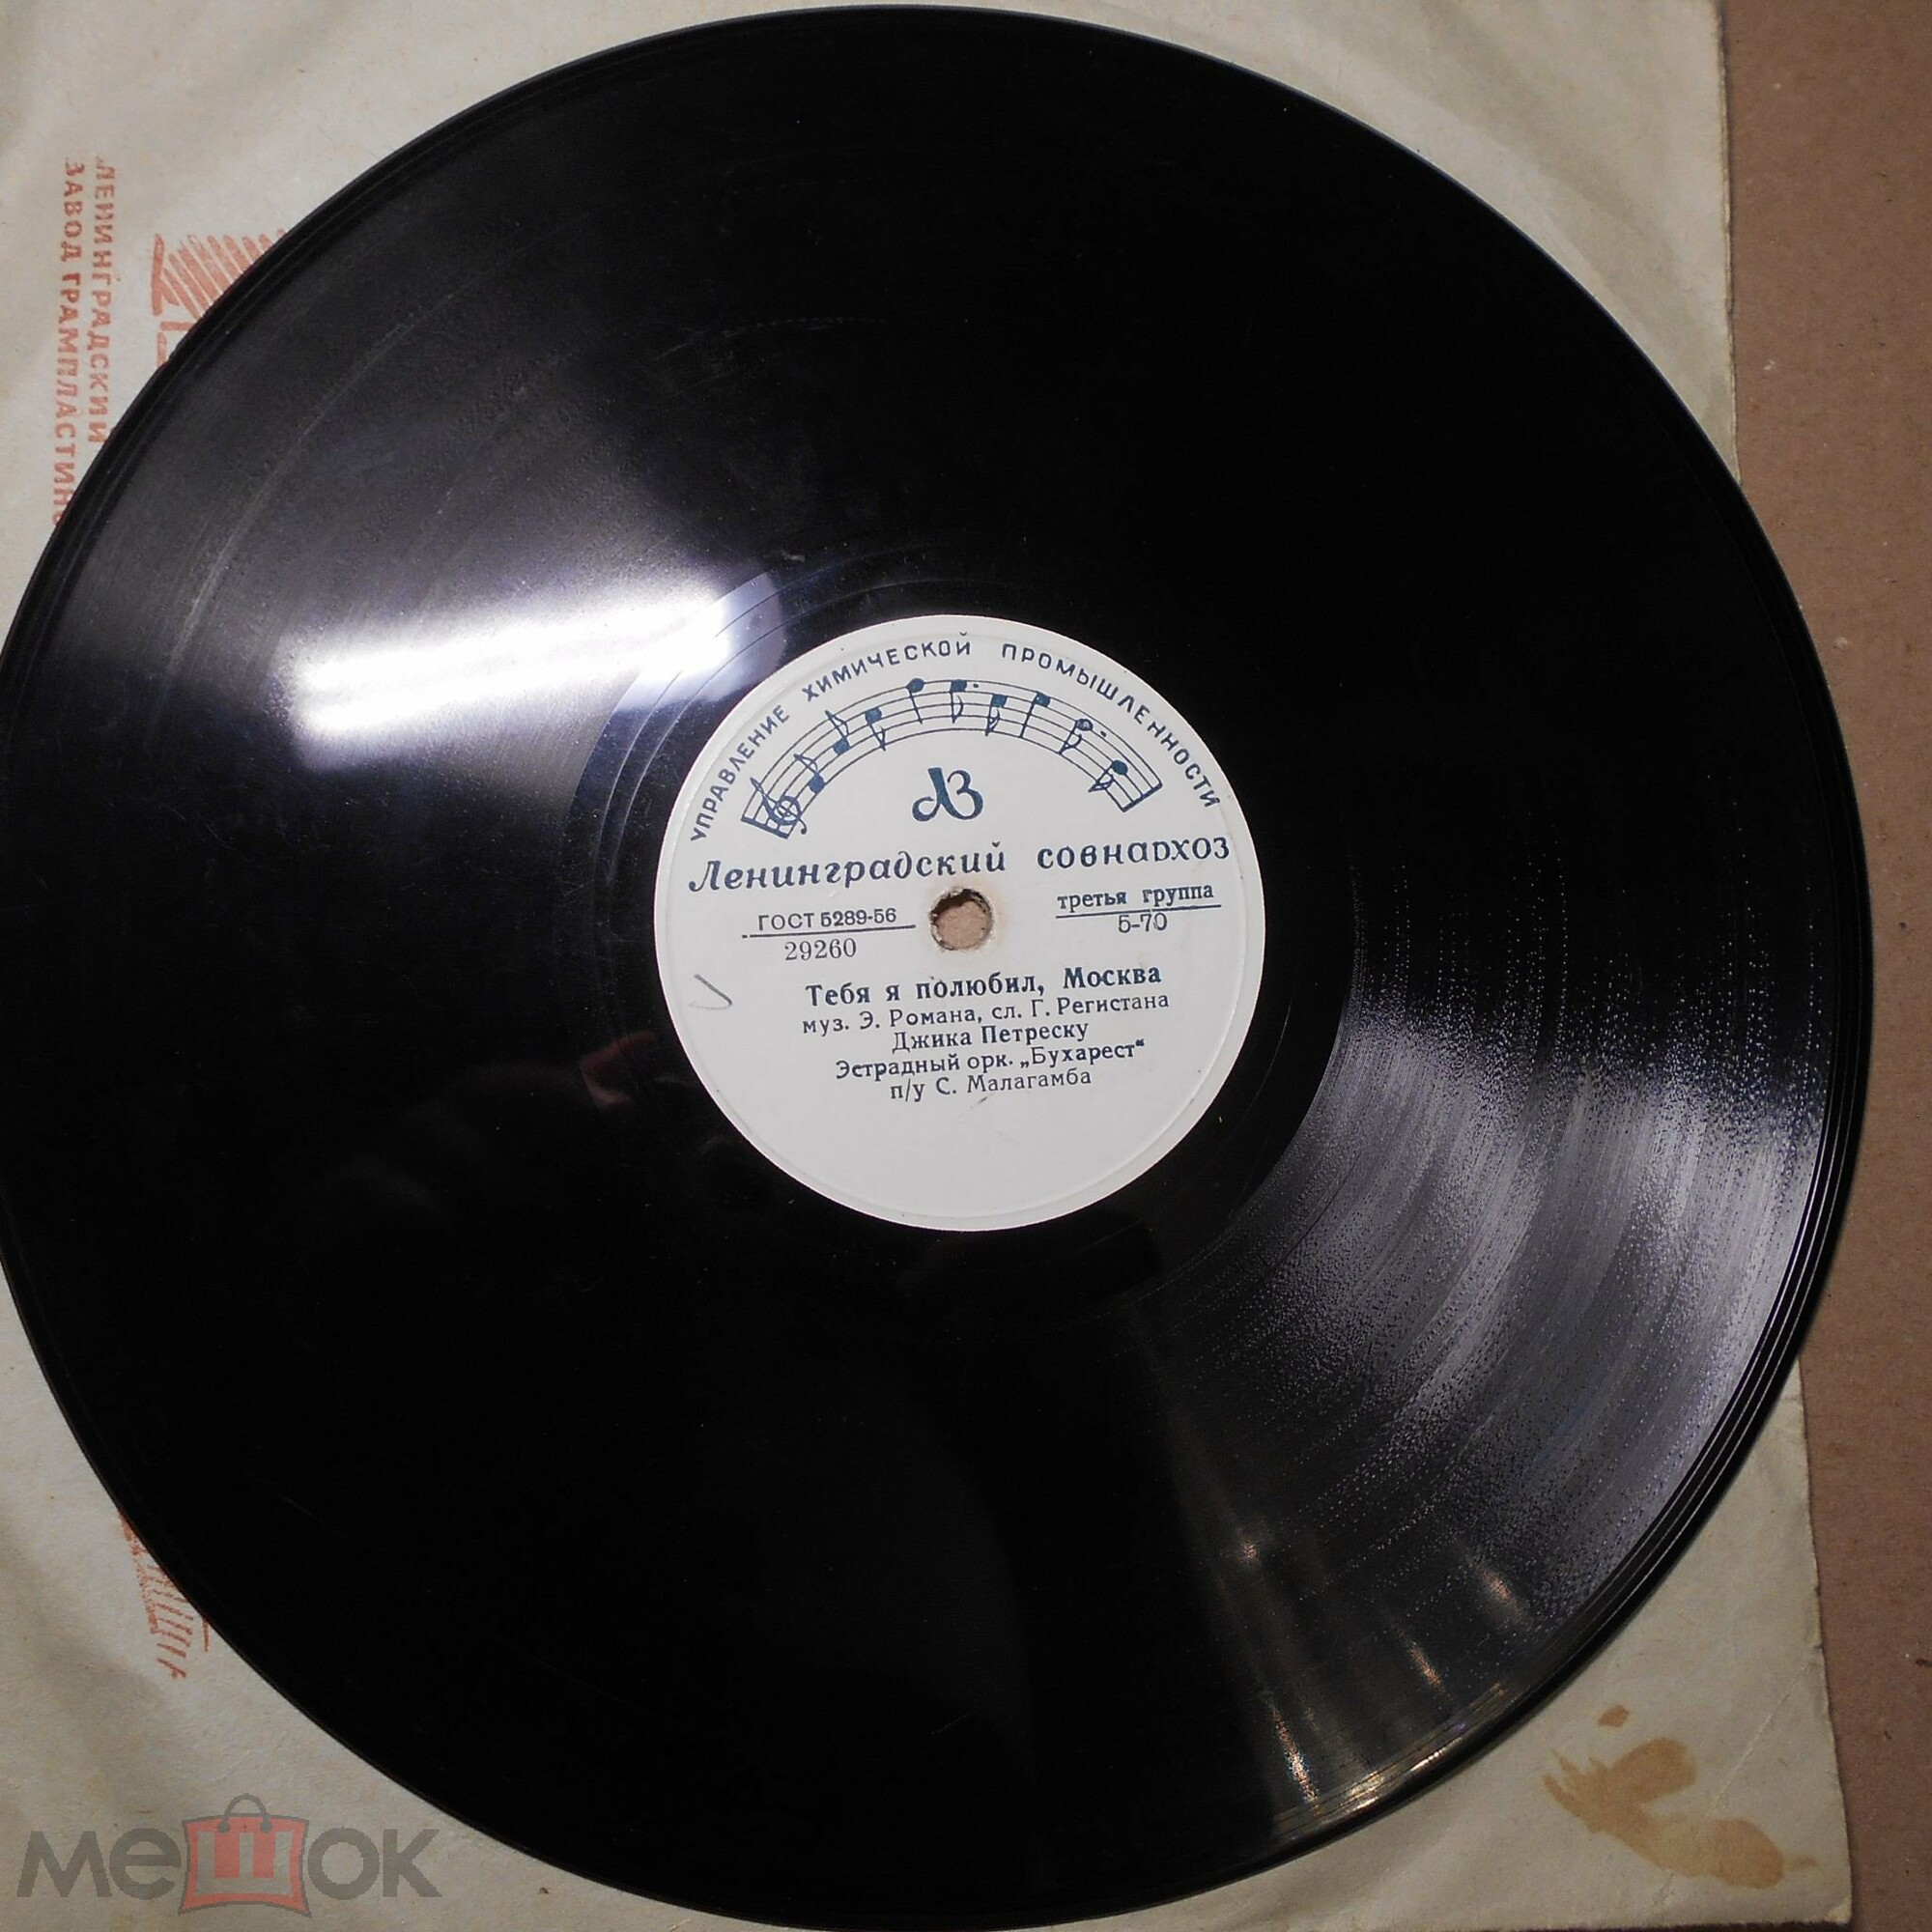 ЛЕНИНГРАДСКИЙ
ЗАВОД ГРАМПЛАСТИН
УПРАВЛЕНИЕ ХИМИЧЕСКОЙ ПРОМЫШЛЕННОСТИ
ЛЗ
Ленинградский совнархоз
ГОСТ 5289-56
29260
третья группа
5-70
Тебя я полюбил, Москва
муз. Э. Романа, сл. Г. Регистана
Джика Петреску
Эстрадный орк. „Бухарест“
п/у С. Малагамба
мешок